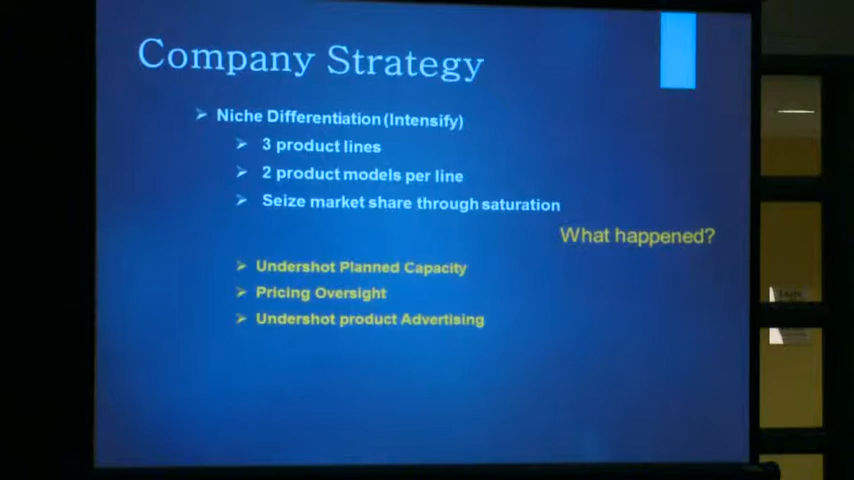 Company Strategy
➢ Niche Differentiation (Intensify)
➢ 3 product lines
➢ 2 product models per line
➢ Seize market share through saturation
What happened?
➢ Undershot Planned Capacity
➢ Pricing Oversight
➢ Undershot product Advertising